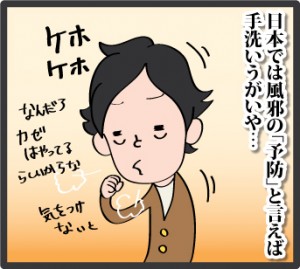 日本では風邪の「予防」と言えば
手洗いうがいや…
ケホ
ケホ
なんだろ
カゼ
はやってる
らしいからな
気をつけ
ないと